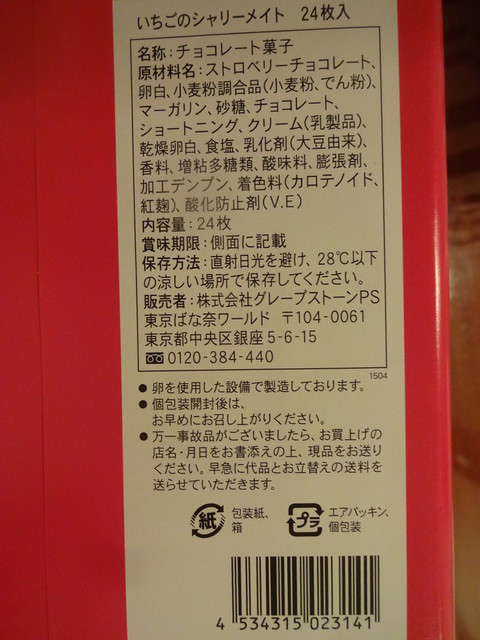 いちごのシャリーメイト　24枚入
名称：チョコレート菓子
原材料名：ストロベリーチョコレート、
卵白、小麦粉調合品（小麦粉、でん粉）、
マーガリン、砂糖、チョコレート、
ショートニング、クリーム（乳製品）、
乾燥卵白、食塩、乳化剤（大豆由来）、
香料、増粘多糖類、酸味料、膨張剤、
加工デンプン、着色料（カロテノイド、
紅麹）、酸化防止剤（V.E）
内容量：24枚
賞味期限：側面に記載
保存方法：直射日光を避け、28℃以下
の涼しい場所で保存してください。
販売者：株式会社グレープストーンPS
東京ばな奈ワールド　〒104-0061
東京都中央区銀座5-6-15
0120-384-440
1504
●卵を使用した設備で製造しております。
●個包装開封後は、
お早めにお召し上がりください。
●万一事故品がございましたら、お買上げの
店名・月日をお書添えの上、現品をお送り
ください。早急に代品とお立替えの送料を
送らせていただきます。
紙
包装紙、
箱
プラ
エアパッキン、
個包装
4 534315 023141